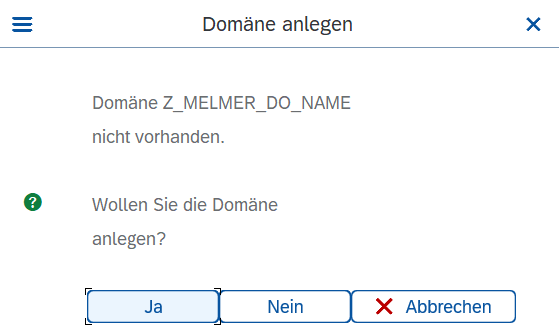 Domäne anlegen
Domäne Z_MELMER_DO_NAME
nicht vorhanden.
Wollen Sie die Domäne
anlegen?
Ja
Nein
Abbrechen